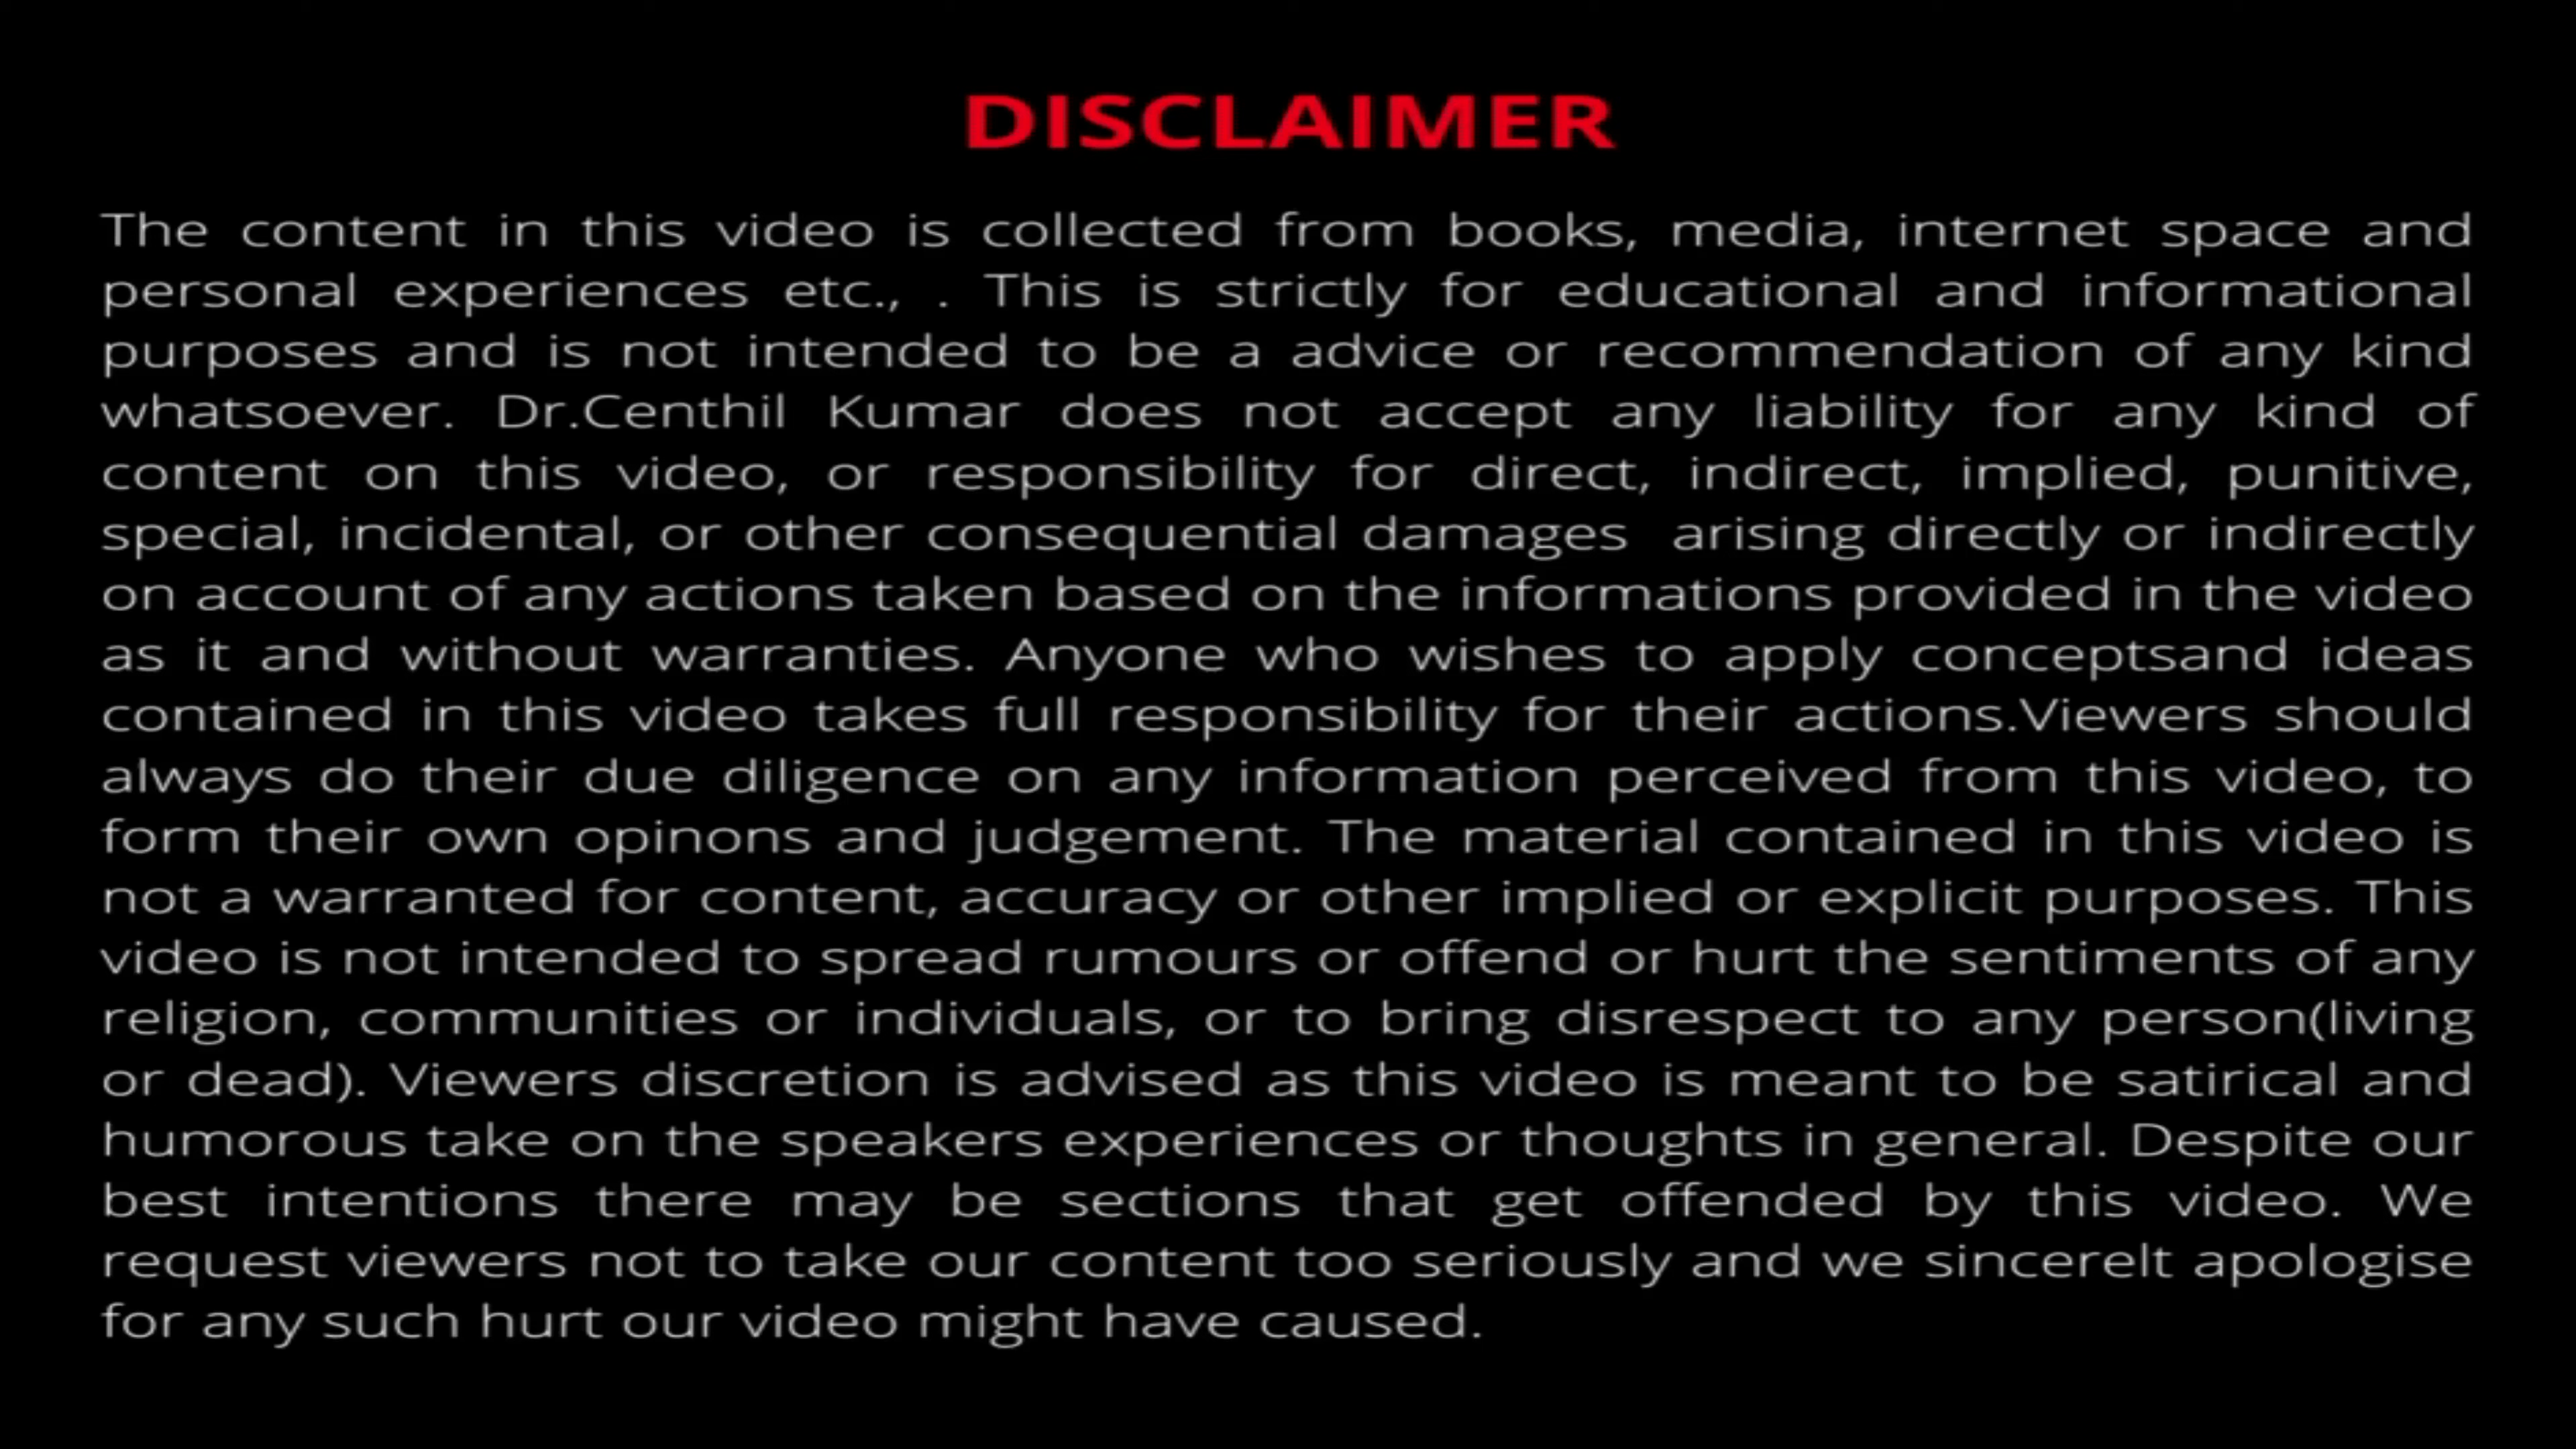 DISCLAIMER
The content in this video is collected from books, media, internet space and
personal experiences etc., . This is strictly for educational and informational
purposes and is not intended to be a advice or recommendation of any kind
whatsoever. Dr.Centhil Kumar does not accept any liability for any kind of
content on this video, or responsibility for direct, indirect, implied, punitive,
special, incidental, or other consequential damages arising directly or indirectly
on account of any actions taken based on the informations provided in the video
as it and without warranties. Anyone who wishes to apply conceptsand ideas
contained in this video takes full responsibility for their actions.Viewers should
always do their due diligence on any information perceived from this video, to
form their own opinons and judgement. The material contained in this video is
not a warranted for content, accuracy or other implied or explicit purposes. This
video is not intended to spread rumours or offend or hurt the sentiments of any
religion, communities or individuals, or to bring disrespect to any person(living
or dead). Viewers discretion is advised as this video is meant to be satirical and
humorous take on the speakers experiences or thoughts in general. Despite our
best intentions there may be sections that get offended by this video. We
request viewers not to take our content too seriously and we sincerelt apologise
for any such hurt our video might have caused.